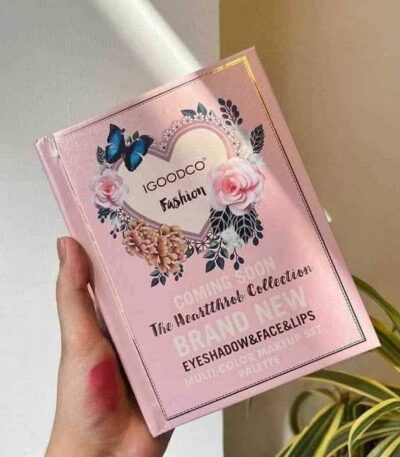 IGOODCO®
Fashion
COMING SOON
The Heartthrob Collection
BRAND NEW
EYESHADOW&FACE&LIPS
MULTI-COLOR MAKEUP SET
PALETTE